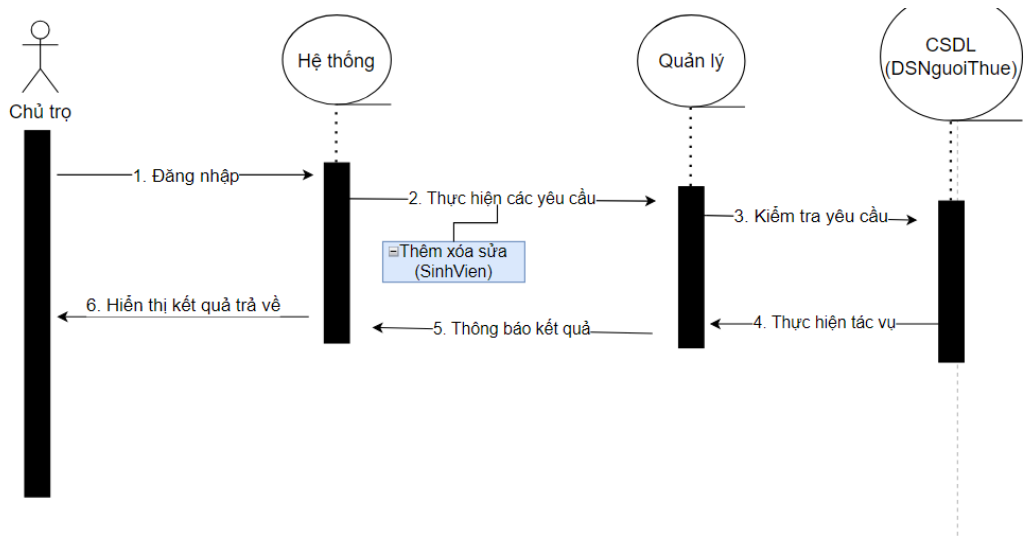 Hệ thống
Quản lý
CSDL
(DSNguoiThue)
Chủ trọ
1. Đăng nhập
2. Thực hiện các yêu cầu
3. Kiểm tra yêu cầu
Thêm xóa sửa
(SinhVien)
6. Hiển thị kết quả trả về
5. Thông báo kết quả
4. Thực hiện tác vụ